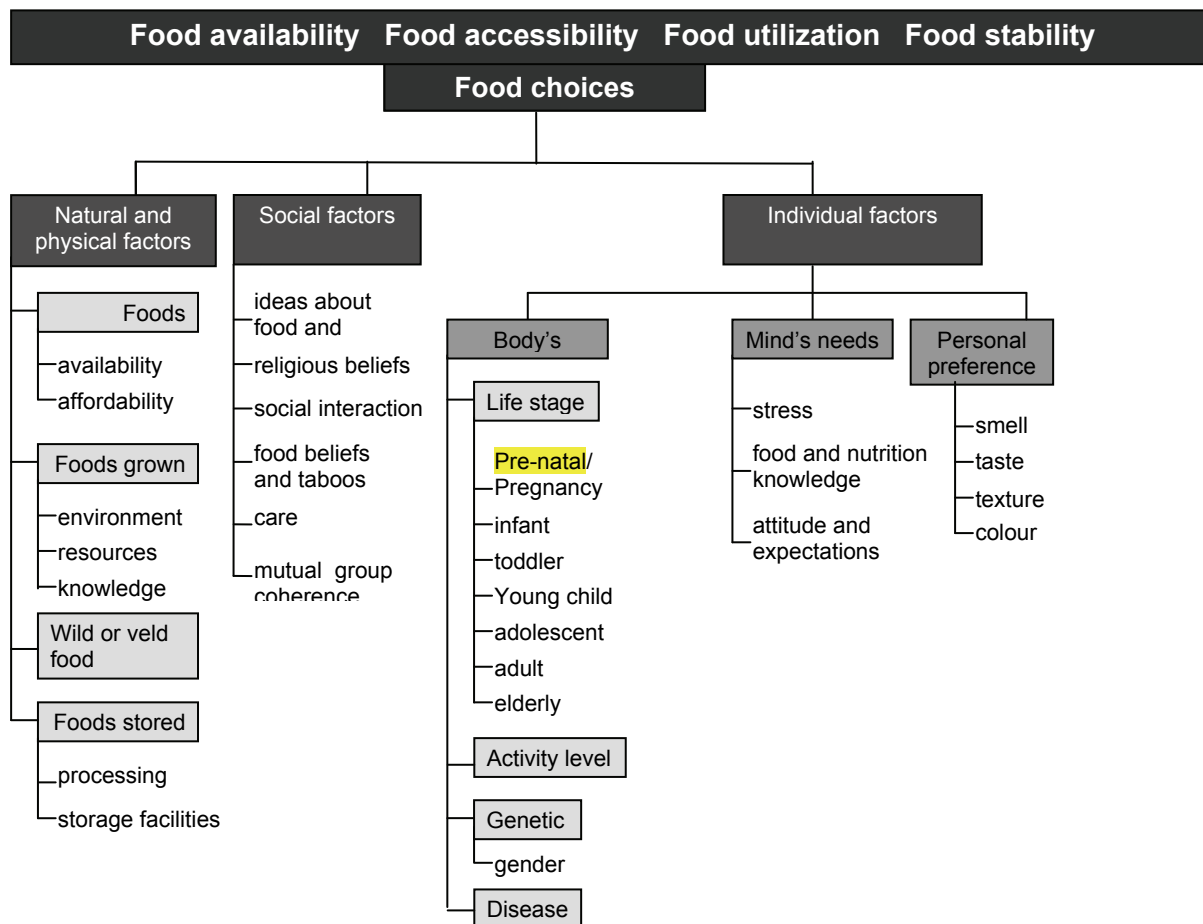 Food availability Food accessibility Food utilization Food stability
Food choices
Natural and
physical factors
Foods
availability
affordability
Foods grown
environment
resources
knowledge
Wild or veld
food
Foods stored
processing
storage facilities
Social factors
ideas about
food and
religious beliefs
social interaction
food beliefs
and taboos
care
mutual group
coherence
Individual factors
Body's
Life stage
Pre-natal/
Pregnancy
infant
toddler
Young child
adolescent
adult
elderly
Activity level
Genetic
gender
Disease
Mind's needs
stress
food and nutrition
knowledge
attitude and
expectations
Personal
preference
smell
taste
texture
colour